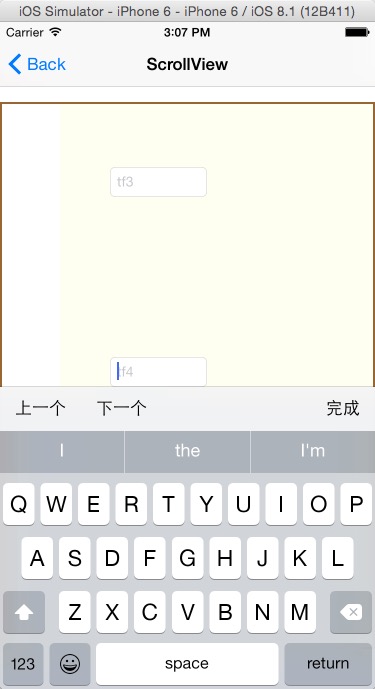 iOS Simulator - iPhone 6 - iPhone 6 / iOS 8.1 (12B411)
Carrier 3:07 PM
Back ScrollView
tf3
tf4
上一个 下一个 完成
I the I'm
Q W E R T Y U I O P
A S D F G H J K L
Z X C V B N M
123 space return